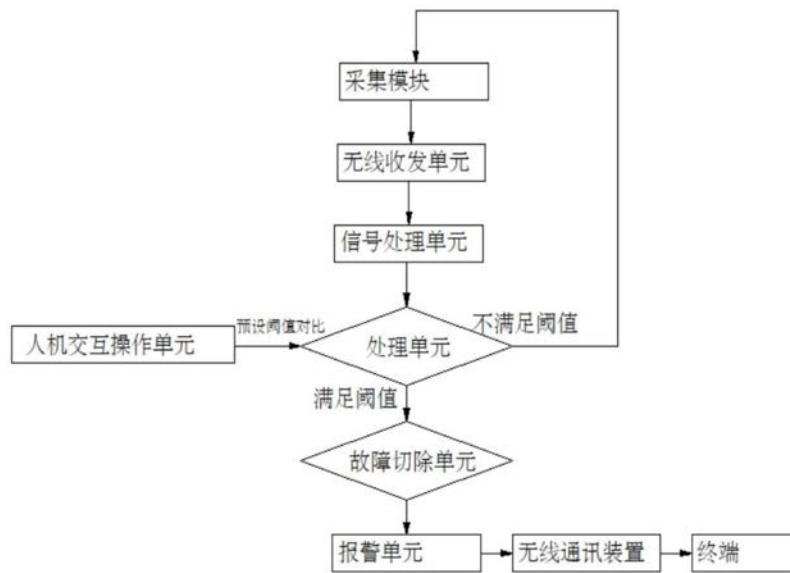 采集模块
无线收发单元
信号处理单元
预设阈值对比
不满足阈值
人机交互操作单元
处理单元
满足阈值
故障切除单元
报警单元
无线通讯装置
终端